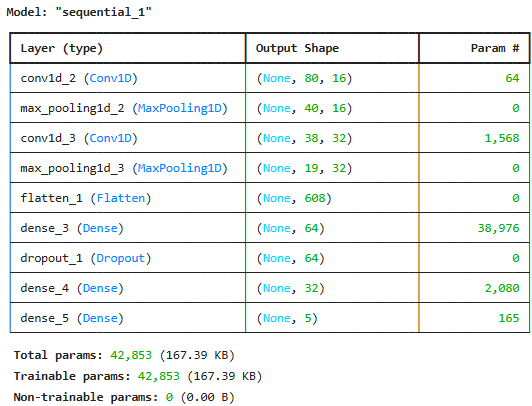 Model: "sequential_1"
Layer (type) Output Shape Param #
conv1d_2 (Conv1D) (None, 80, 16) 64
max_pooling1d_2 (MaxPooling1D) (None, 40, 16) 0
conv1d_3 (Conv1D) (None, 38, 32) 1,568
max_pooling1d_3 (MaxPooling1D) (None, 19, 32) 0
flatten_1 (Flatten) (None, 608) 0
dense_3 (Dense) (None, 64) 38,976
dropout_1 (Dropout) (None, 64) 0
dense_4 (Dense) (None, 32) 2,080
dense_5 (Dense) (None, 5) 165
Total params: 42,853 (167.39 KB)
Trainable params: 42,853 (167.39 KB)
Non-trainable params: 0 (0.00 B)